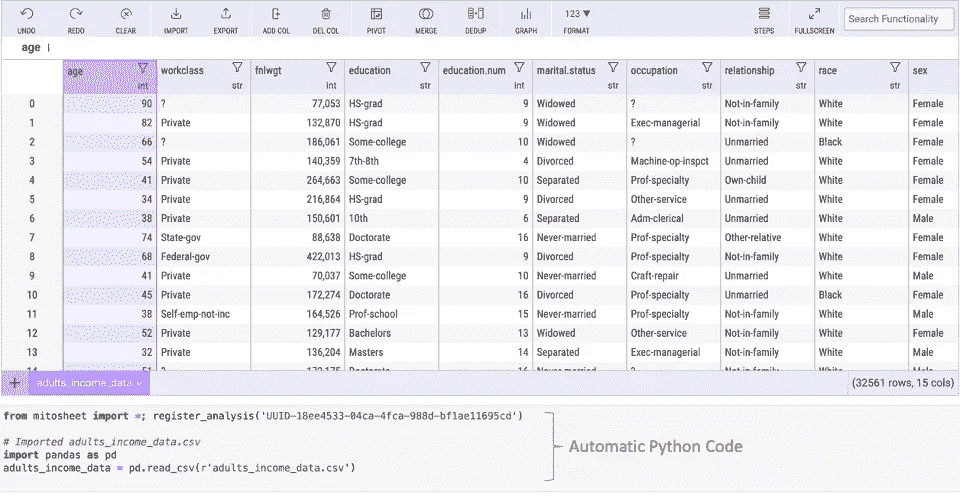 UNDO REDO CLEAR IMPORT EXPORT ADD COL DEL COL PIVOT MERGE DEDUP GRAPH 123 ▼ FORMAT STEPS FULLSCREEN Search Functionality
age
age workclass fnlwgt education education.num marital.status occupation relationship race sex
int str int str int str str str str
0 90 ? 77,053 HS-grad 9 Widowed ? Not-in-family White Female
1 82 Private 132,870 HS-grad 9 Widowed Exec-managerial Not-in-family White Female
2 66 ? 186,061 Some-college 10 Widowed ? Unmarried Black Female
3 54 Private 140,359 7th-8th 4 Divorced Machine-op-inspct Unmarried White Female
4 41 Private 264,663 Some-college 10 Separated Prof-specialty Own-child White Female
5 34 Private 216,864 HS-grad 9 Divorced Other-service Unmarried White Female
6 38 Private 150,601 10th 6 Separated Adm-clerical Unmarried White Male
7 74 State-gov 88,638 Doctorate 16 Never-married Prof-specialty Other-relative White Female
8 68 Federal-gov 422,013 HS-grad 9 Divorced Prof-specialty Not-in-family White Female
9 41 Private 70,037 Some-college 10 Never-married Craft-repair Unmarried White Male
10 45 Private 172,274 Doctorate 16 Divorced Prof-specialty Unmarried Black Female
11 38 Self-emp-not-inc 164,526 Prof-school 15 Never-married Prof-specialty Not-in-family White Male
12 52 Private 129,177 Bachelors 13 Widowed Other-service Not-in-family White Female
13 32 Private 136,204 Masters 14 Separated Exec-managerial Not-in-family White Male
+ adults_income_data (32561 rows, 15 cols)
from mitosheet import *; register_analysis('UUID-18ee4533-04ca-4fca-988d-bf1ae11695cd')
# Imported adults_income_data.csv
import pandas as pd
adults_income_data = pd.read_csv(r'adults_income_data.csv')
Automatic Python Code